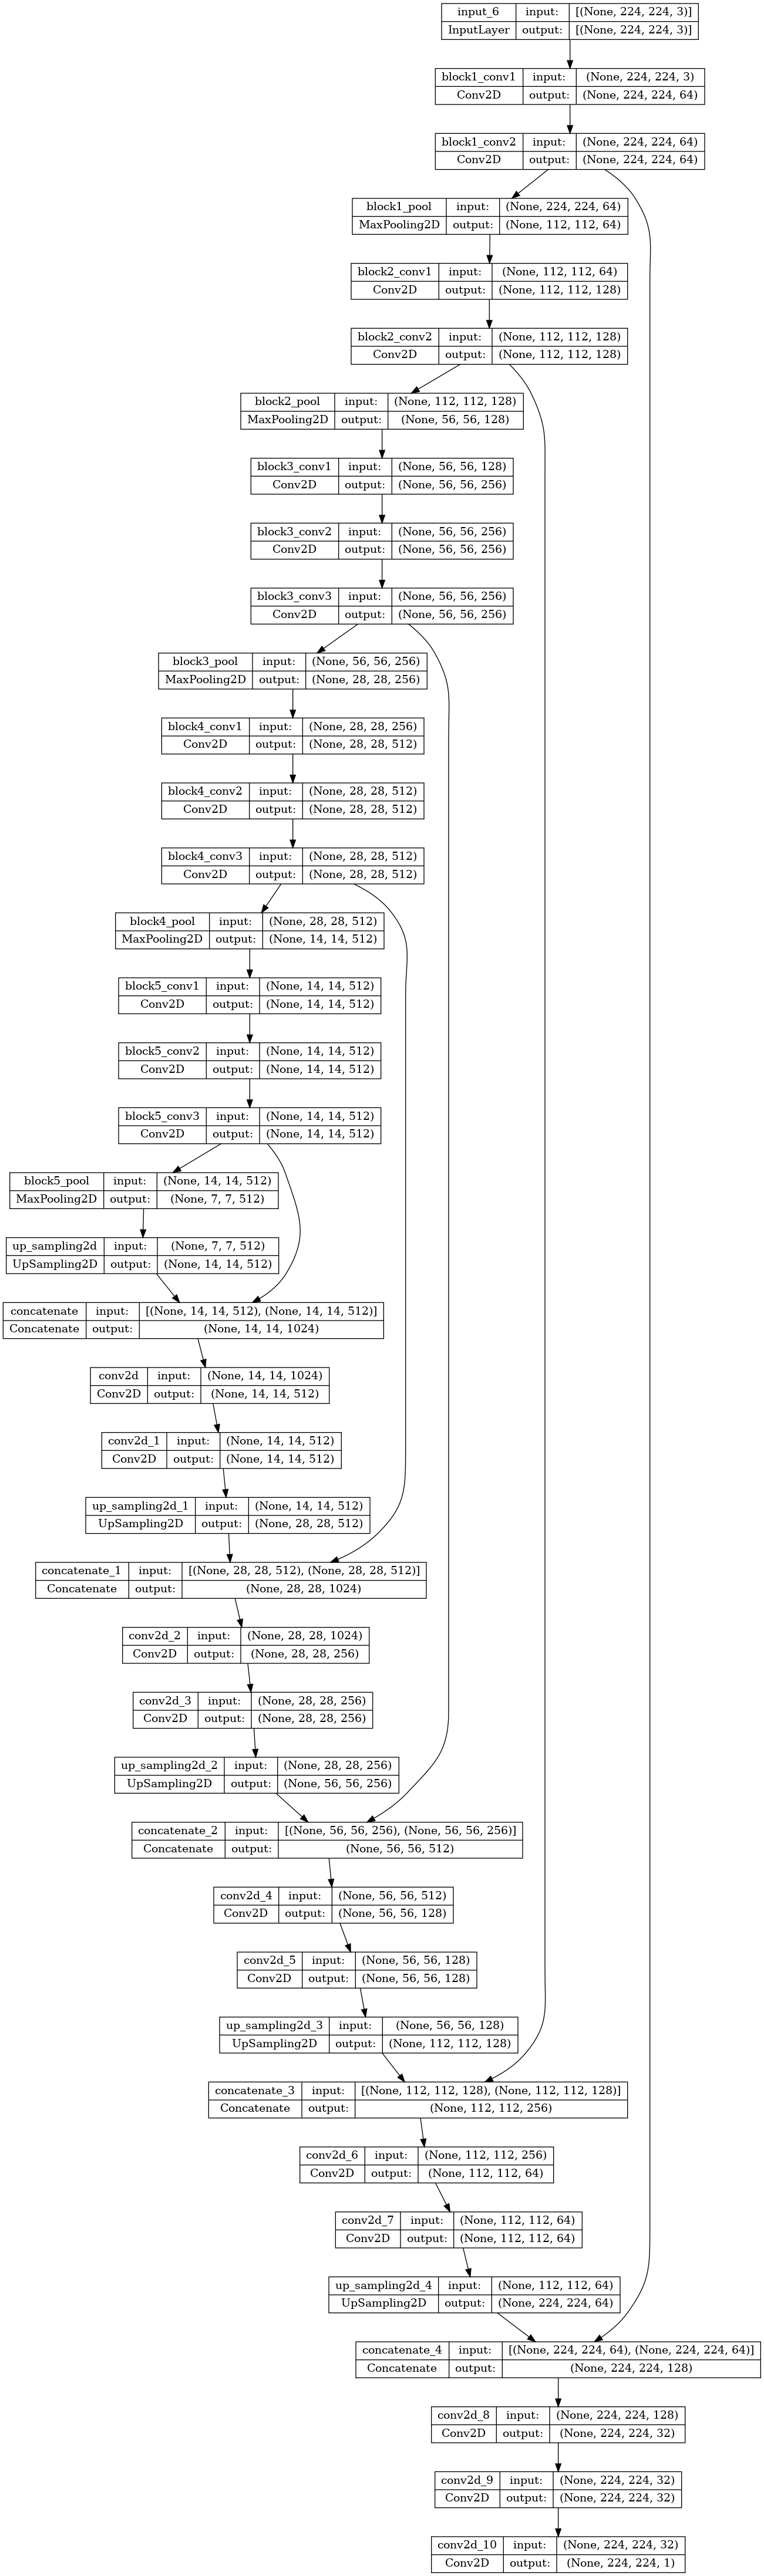 input_6 input: [(None, 224, 224, 3)]
InputLayer output: [(None, 224, 224, 3)]
block1_conv1 input: (None, 224, 224, 3)
Conv2D output: (None, 224, 224, 64)
block1_conv2 input: (None, 224, 224, 64)
Conv2D output: (None, 224, 224, 64)
block1_pool input: (None, 224, 224, 64)
MaxPooling2D output: (None, 112, 112, 64)
block2_conv1 input: (None, 112, 112, 64)
Conv2D output: (None, 112, 112, 128)
block2_conv2 input: (None, 112, 112, 128)
Conv2D output: (None, 112, 112, 128)
block2_pool input: (None, 112, 112, 128)
MaxPooling2D output: (None, 56, 56, 128)
block3_conv1 input: (None, 56, 56, 128)
Conv2D output: (None, 56, 56, 256)
block3_conv2 input: (None, 56, 56, 256)
Conv2D output: (None, 56, 56, 256)
block3_conv3 input: (None, 56, 56, 256)
Conv2D output: (None, 56, 56, 256)
block3_pool input: (None, 56, 56, 256)
MaxPooling2D output: (None, 28, 28, 256)
block4_conv1 input: (None, 28, 28, 256)
Conv2D output: (None, 28, 28, 512)
block4_conv2 input: (None, 28, 28, 512)
Conv2D output: (None, 28, 28, 512)
block4_conv3 input: (None, 28, 28, 512)
Conv2D output: (None, 28, 28, 512)
block4_pool input: (None, 28, 28, 512)
MaxPooling2D output: (None, 14, 14, 512)
block5_conv1 input: (None, 14, 14, 512)
Conv2D output: (None, 14, 14, 512)
block5_conv2 input: (None, 14, 14, 512)
Conv2D output: (None, 14, 14, 512)
block5_conv3 input: (None, 14, 14, 512)
Conv2D output: (None, 14, 14, 512)
block5_pool input: (None, 14, 14, 512)
MaxPooling2D output: (None, 7, 7, 512)
up_sampling2d input: (None, 7, 7, 512)
UpSampling2D output: (None, 14, 14, 512)
concatenate input: [(None, 14, 14, 512), (None, 14, 14, 512)]
Concatenate output: (None, 14, 14, 1024)
conv2d input: (None, 14, 14, 1024)
Conv2D output: (None, 14, 14, 512)
conv2d_1 input: (None, 14, 14, 512)
Conv2D output: (None, 14, 14, 512)
up_sampling2d_1 input: (None, 14, 14, 512)
UpSampling2D output: (None, 28, 28, 512)
concatenate_1 input: [(None, 28, 28, 512), (None, 28, 28, 512)]
Concatenate output: (None, 28, 28, 1024)
conv2d_2 input: (None, 28, 28, 1024)
Conv2D output: (None, 28, 28, 256)
conv2d_3 input: (None, 28, 28, 256)
Conv2D output: (None, 28, 28, 256)
up_sampling2d_2 input: (None, 28, 28, 256)
UpSampling2D output: (None, 56, 56, 256)
concatenate_2 input: [(None, 56, 56, 256), (None, 56, 56, 256)]
Concatenate output: (None, 56, 56, 512)
conv2d_4 input: (None, 56, 56, 512)
Conv2D output: (None, 56, 56, 128)
conv2d_5 input: (None, 56, 56, 128)
Conv2D output: (None, 56, 56, 128)
up_sampling2d_3 input: (None, 56, 56, 128)
UpSampling2D output: (None, 112, 112, 128)
concatenate_3 input: [(None, 112, 112, 128), (None, 112, 112, 128)]
Concatenate output: (None, 112, 112, 256)
conv2d_6 input: (None, 112, 112, 256)
Conv2D output: (None, 112, 112, 64)
conv2d_7 input: (None, 112, 112, 64)
Conv2D output: (None, 112, 112, 64)
up_sampling2d_4 input: (None, 112, 112, 64)
UpSampling2D output: (None, 224, 224, 64)
concatenate_4 input: [(None, 224, 224, 64), (None, 224, 224, 64)]
Concatenate output: (None, 224, 224, 128)
conv2d_8 input: (None, 224, 224, 128)
Conv2D output: (None, 224, 224, 32)
conv2d_9 input: (None, 224, 224, 32)
Conv2D output: (None, 224, 224, 32)
conv2d_10 input: (None, 224, 224, 32)
Conv2D output: (None, 224, 224, 1)